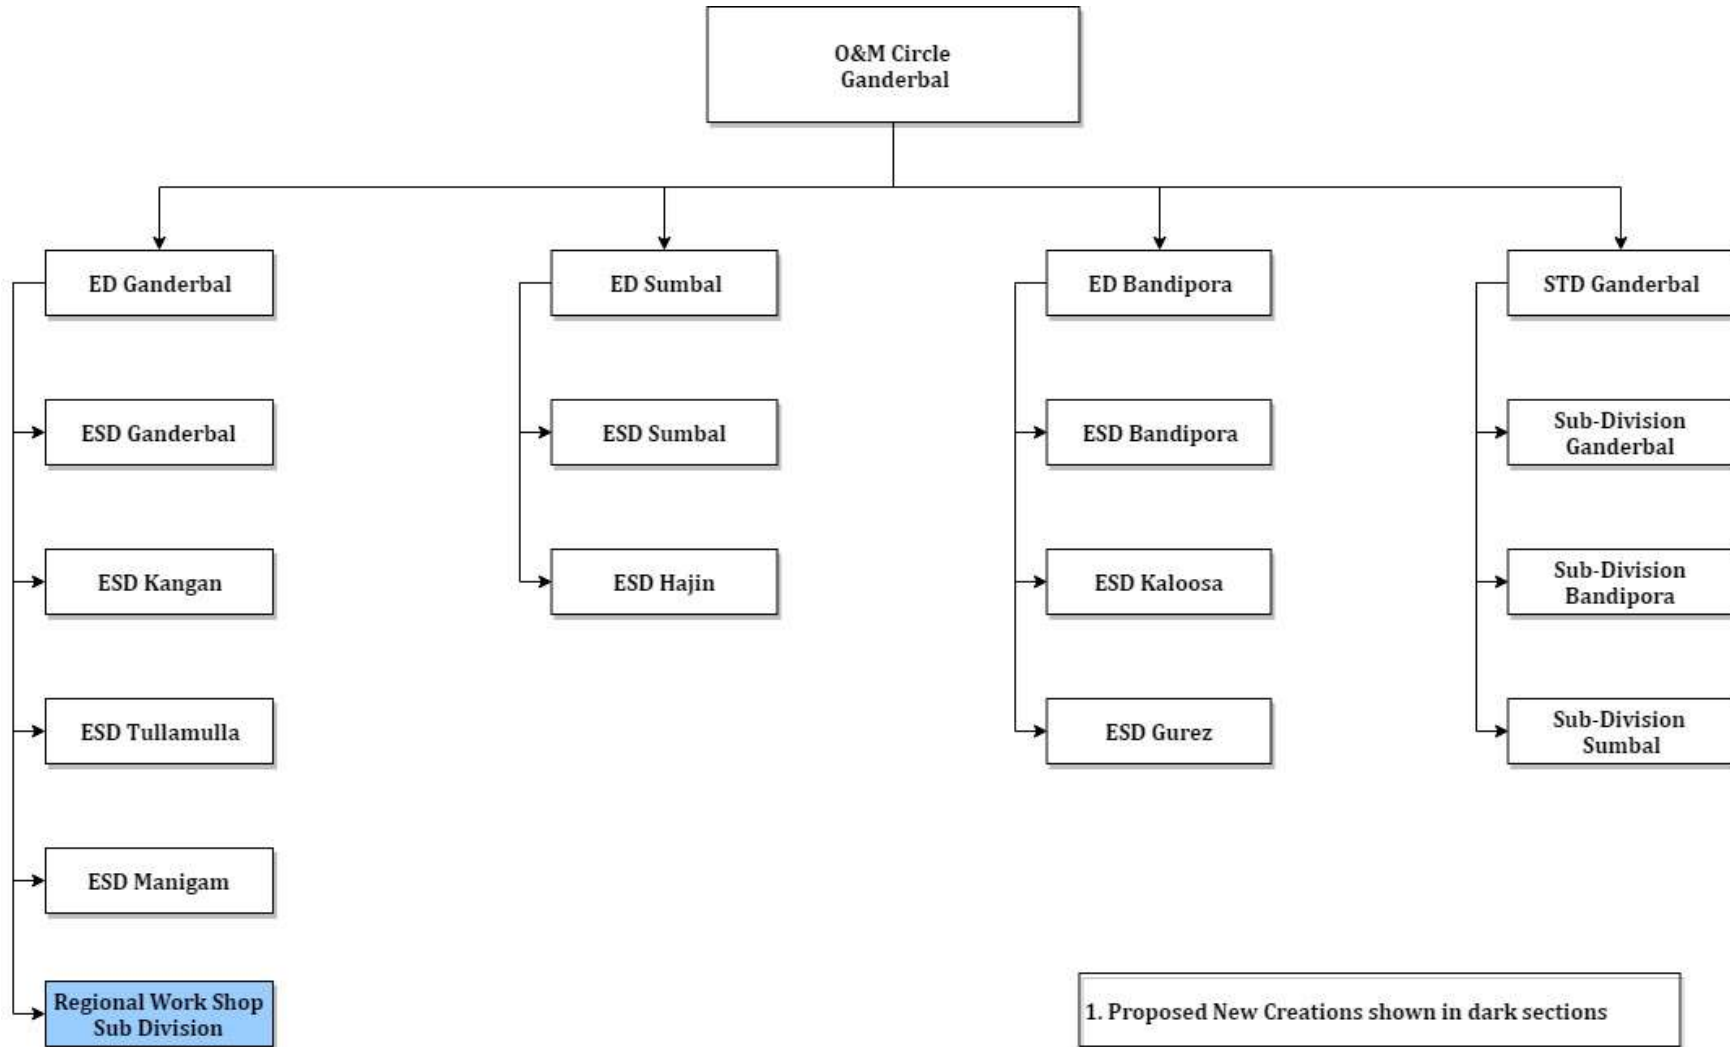 O&M Circle
Ganderbal
ED Ganderbal
ED Sumbal
ED Bandipora
STD Ganderbal
ESD Ganderbal
ESD Sumbal
ESD Bandipora
Sub-Division
Ganderbal
ESD Kangan
ESD Hajin
ESD Kaloosa
Sub-Division
Bandipora
ESD Tullamulla
ESD Gurez
Sub-Division
Sumbal
ESD Manigam
Regional Work Shop
Sub Division
1. Proposed New Creations shown in dark sections